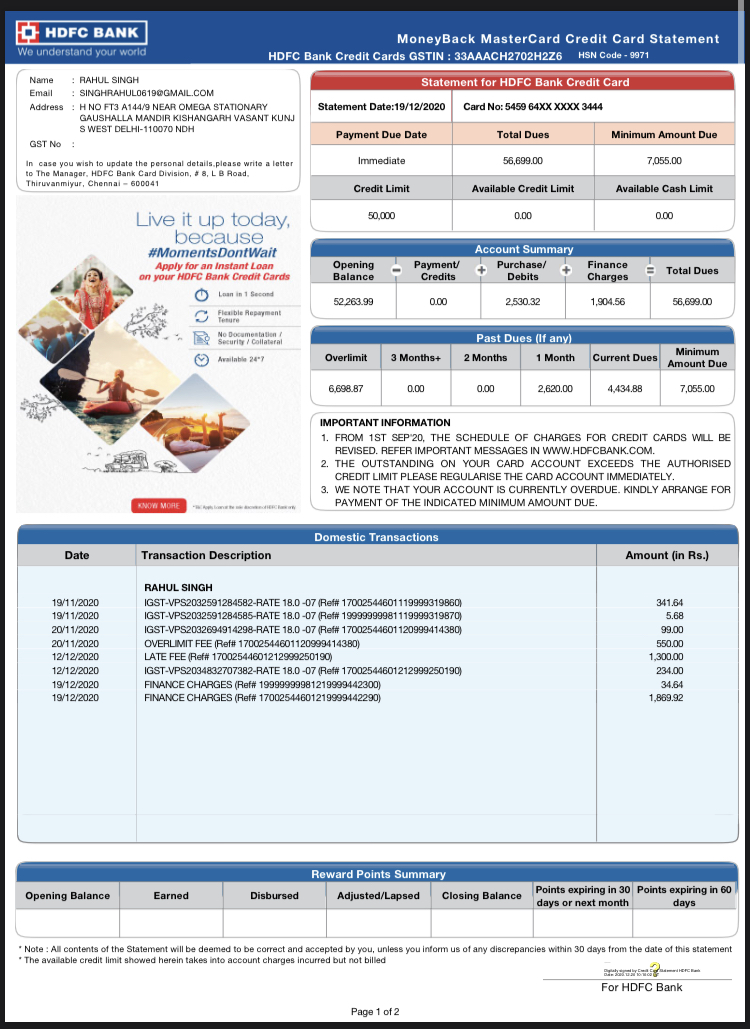 HDFC BANK
We understand your world
MoneyBack MasterCard Credit Card Statement
HDFC Bank Credit Cards GSTIN : 33AAACH2702H2Z6 HSN Code - 9971
Name : RAHUL SINGH
Email : SINGHRAHUL0619@GMAIL.COM
Address : H NO FT3 A144/9 NEAR OMEGA STATIONARY
GAUSHALLA MANDIR KISHANGARH VASANT KUNJ
S WEST DELHI-110070 NDH
GST No :
In case you wish to update the personal details,please write a letter
to The Manager, HDFC Bank Card Division, # 8, L B Road,
Thiruvanmiyur, Chennai – 600041
Statement for HDFC Bank Credit Card
Statement Date:19/12/2020 Card No: 5459 64XX XXXX 3444
Payment Due Date Total Dues Minimum Amount Due
Immediate 56,699.00 7,055.00
Credit Limit Available Credit Limit Available Cash Limit
50,000 0.00 0.00
Account Summary
Opening Balance - Payment/ Credits + Purchase/ Debits + Finance Charges = Total Dues
52,263.99 0.00 2,530.32 1,904.56 56,699.00
Past Dues (If any)
Overlimit 3 Months+ 2 Months 1 Month Current Dues Minimum Amount Due
6,698.87 0.00 0.00 2,620.00 4,434.88 7,055.00
IMPORTANT INFORMATION
1. FROM 1ST SEP'20, THE SCHEDULE OF CHARGES FOR CREDIT CARDS WILL BE
REVISED. REFER IMPORTANT MESSAGES IN WWW.HDFCBANK.COM.
2. THE OUTSTANDING ON YOUR CARD ACCOUNT EXCEEDS THE AUTHORISED
CREDIT LIMIT PLEASE REGULARISE THE CARD ACCOUNT IMMEDIATELY.
3. WE NOTE THAT YOUR ACCOUNT IS CURRENTLY OVERDUE. KINDLY ARRANGE FOR
PAYMENT OF THE INDICATED MINIMUM AMOUNT DUE.
Live it up today,
because
#MomentsDontWait
Apply for an Instant Loan
on your HDFC Bank Credit Cards
Loan in 1 Second
Flexible Repayment
Tenure
No Documentation /
Security / Collateral
Available 24*7
KNOW MORE
Domestic Transactions
Date Transaction Description Amount (in Rs.)
RAHUL SINGH
19/11/2020 IGST-VPS2032591284582-RATE 18.0 -07 (Ref# 17002544601119999319860) 341.64
19/11/2020 IGST-VPS2032591284585-RATE 18.0 -07 (Ref# 19999999981119999319870) 5.68
20/11/2020 IGST-VPS2032694914298-RATE 18.0 -07 (Ref# 17002544601120999414380) 99.00
20/11/2020 OVERLIMIT FEE (Ref# 17002544601120999414380) 550.00
12/12/2020 LATE FEE (Ref# 17002544601212999250190) 1,300.00
12/12/2020 IGST-VPS2034832707382-RATE 18.0 -07 (Ref# 17002544601212999250190) 234.00
19/12/2020 FINANCE CHARGES (Ref# 19999999981219999442300) 34.64
19/12/2020 FINANCE CHARGES (Ref# 17002544601219999442290) 1,869.92
Reward Points Summary
Opening Balance Earned Disbursed Adjusted/Lapsed Closing Balance Points expiring in 30 days or next month Points expiring in 60 days
* Note : All contents of the Statement will be deemed to be correct and accepted by you, unless you inform us of any discrepancies within 30 days from the date of this statement
* The available credit limit showed herein takes into account charges incurred but not billed
For HDFC Bank
Page 1 of 2